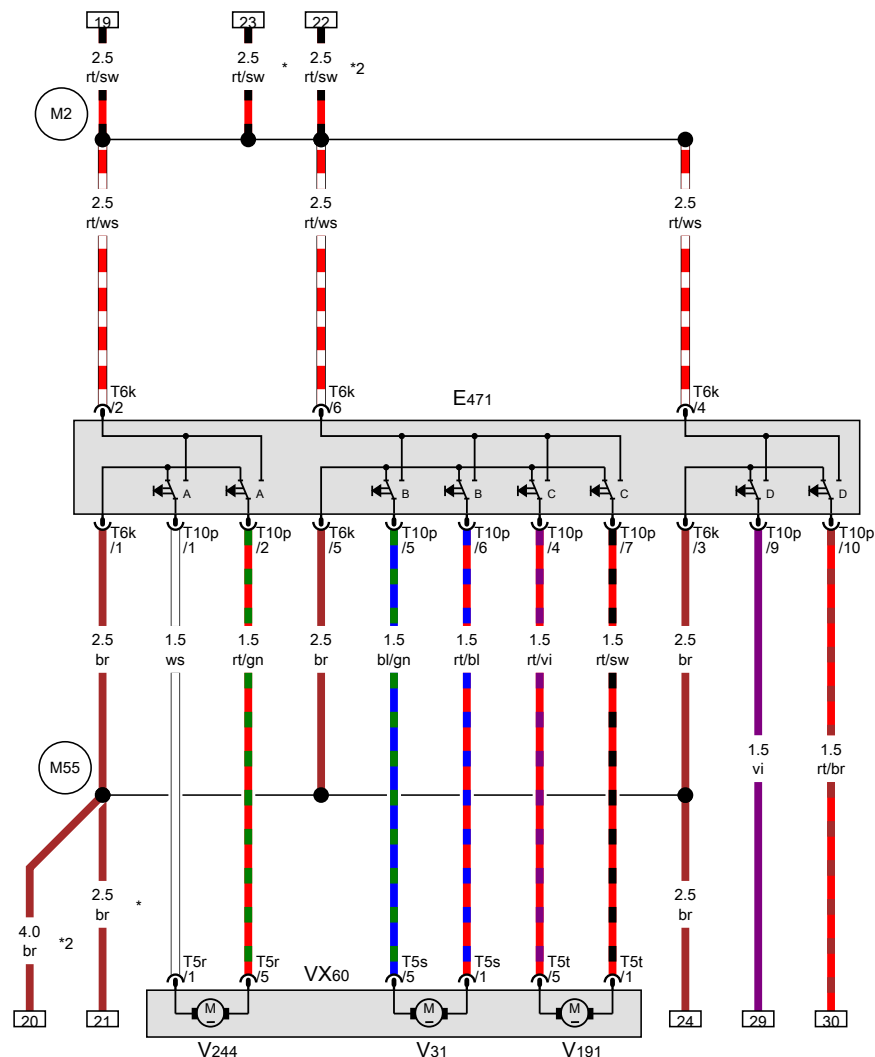 19 23 22
2.5 2.5 2.5
rt/sw rt/sw * rt/sw *2
M2
2.5 2.5 2.5
rt/ws rt/ws rt/ws
T6k T6k T6k
/2 /6 /4
E471
A A B B C C D D
T6k T10p T10p T6k T10p T10p T10p T10p T6k T10p T10p
/1 /1 /2 /5 /5 /6 /4 /7 /3 /9 /10
2.5 1.5 1.5 2.5 1.5 1.5 1.5 1.5 2.5
br ws rt/gn br bl/gn rt/bl rt/vi rt/sw br
1.5 1.5
vi rt/br
M55
2.5 * 2.5
br br
4.0 *2
br
T5r T5r T5s T5s T5t T5t
/1 /5 /5 /1 /5 /1
VX60
M M M
20 21 24 29 30
V244 V31 V191